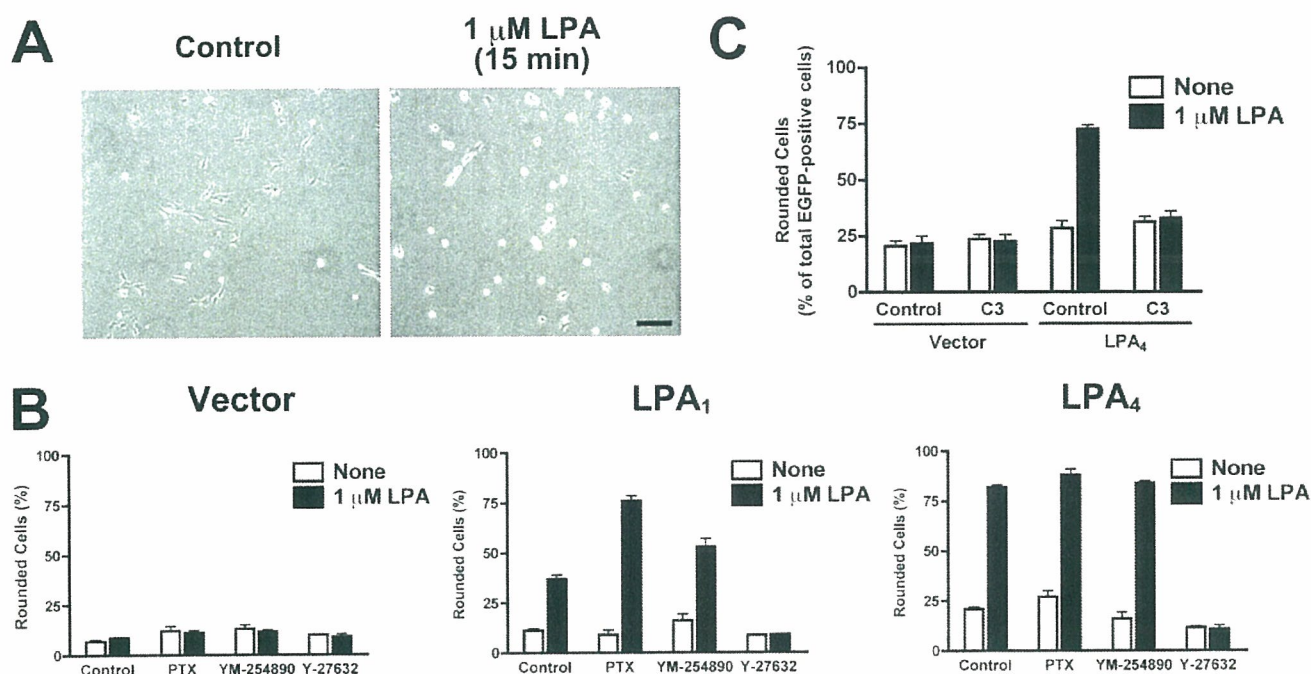 A
Control
1 μM LPA
(15 min)
C
Rounded Cells
(% of total EGFP-positive cells)
100
75
50
25
0
None
1 μM LPA
Control
C3
Control
C3
Vector
LPA₄
B
Vector
Rounded Cells (%)
100
75
50
25
0
None
1 μM LPA
Control
PTX
YM-254890
Y-27632
LPA₁
Rounded Cells (%)
100
75
50
25
0
None
1 μM LPA
Control
PTX
YM-254890
Y-27632
LPA₄
Rounded Cells (%)
100
75
50
25
0
None
1 μM LPA
Control
PTX
YM-254890
Y-27632